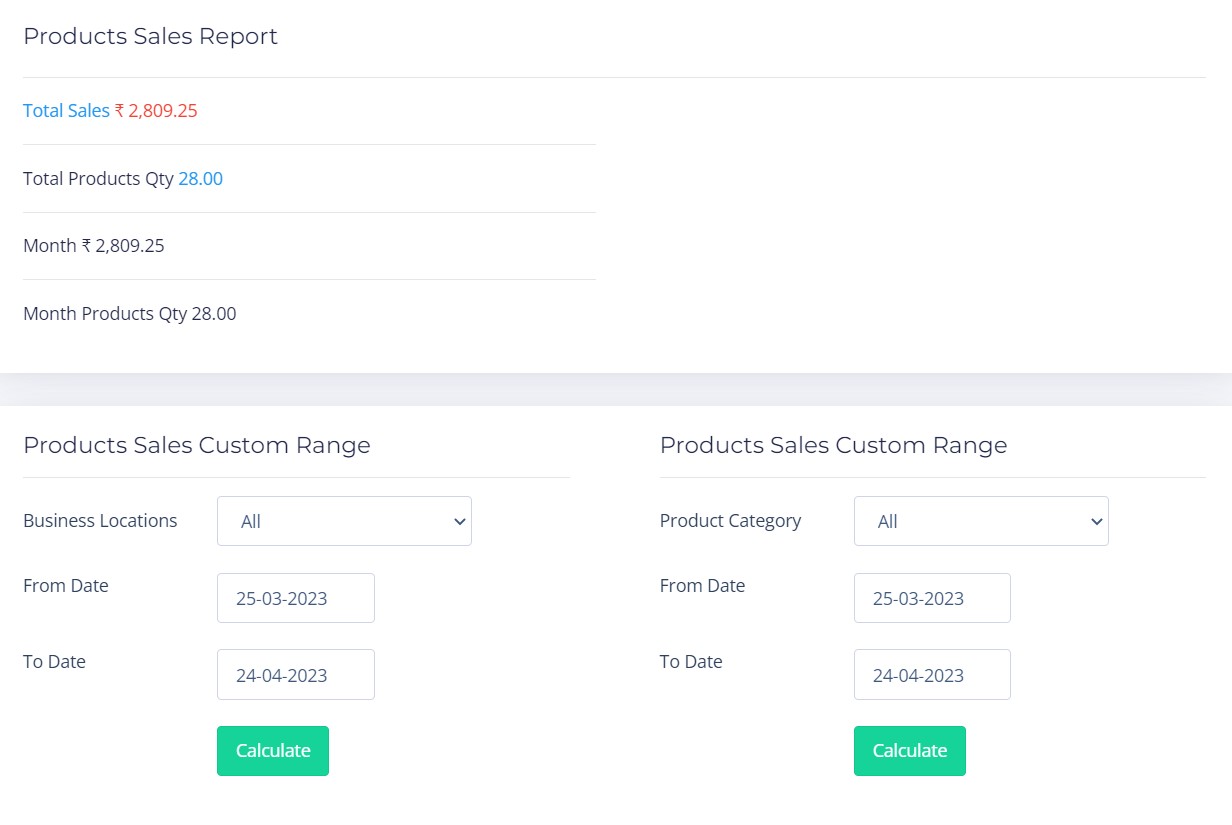 Products Sales Report
Total Sales ₹ 2,809.25
Total Products Qty 28.00
Month ₹ 2,809.25
Month Products Qty 28.00
Products Sales Custom Range
Business Locations All
From Date 25-03-2023
To Date 24-04-2023
Calculate
Products Sales Custom Range
Product Category All
From Date 25-03-2023
To Date 24-04-2023
Calculate